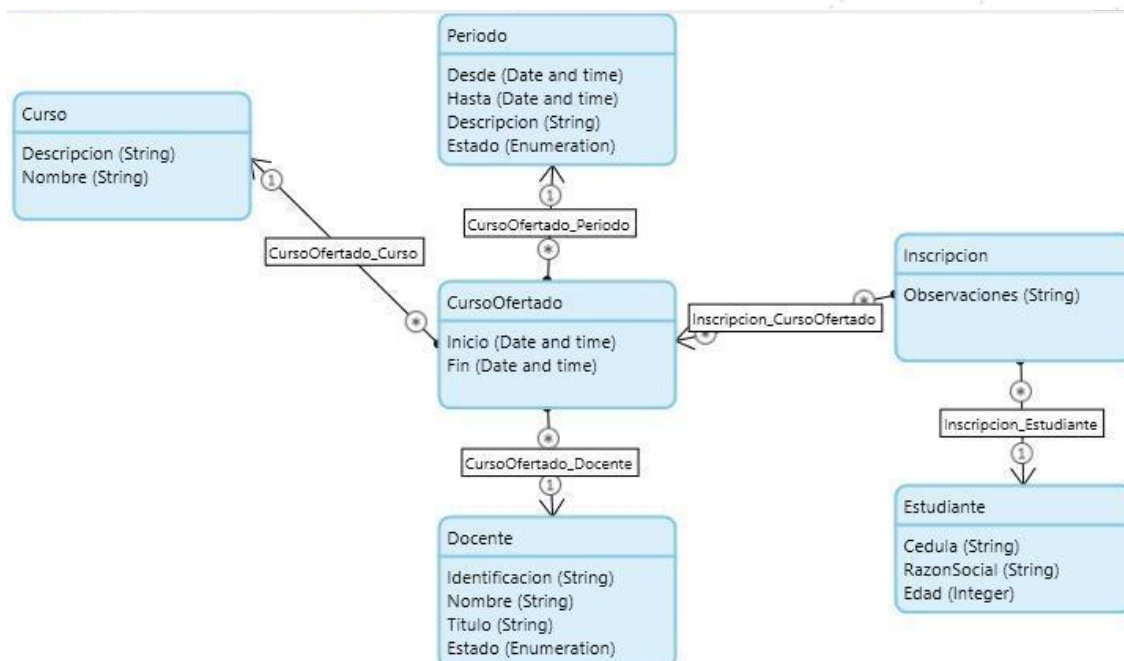 Periodo
Desde (Date and time)
Hasta (Date and time)
Descripcion (String)
Estado (Enumeration)
Curso
Descripcion (String)
Nombre (String)
1
1
CursoOfertado_Periodo
*
CursoOfertado_Curso
*
CursoOfertado
Inicio (Date and time)
Fin (Date and time)
Inscripcion
Observaciones (String)
*
Inscripcion_CursoOfertado
*
*
CursoOfertado_Docente
1
*
Inscripcion_Estudiante
1
Docente
Identificacion (String)
Nombre (String)
Titulo (String)
Estado (Enumeration)
Estudiante
Cedula (String)
RazonSocial (String)
Edad (Integer)